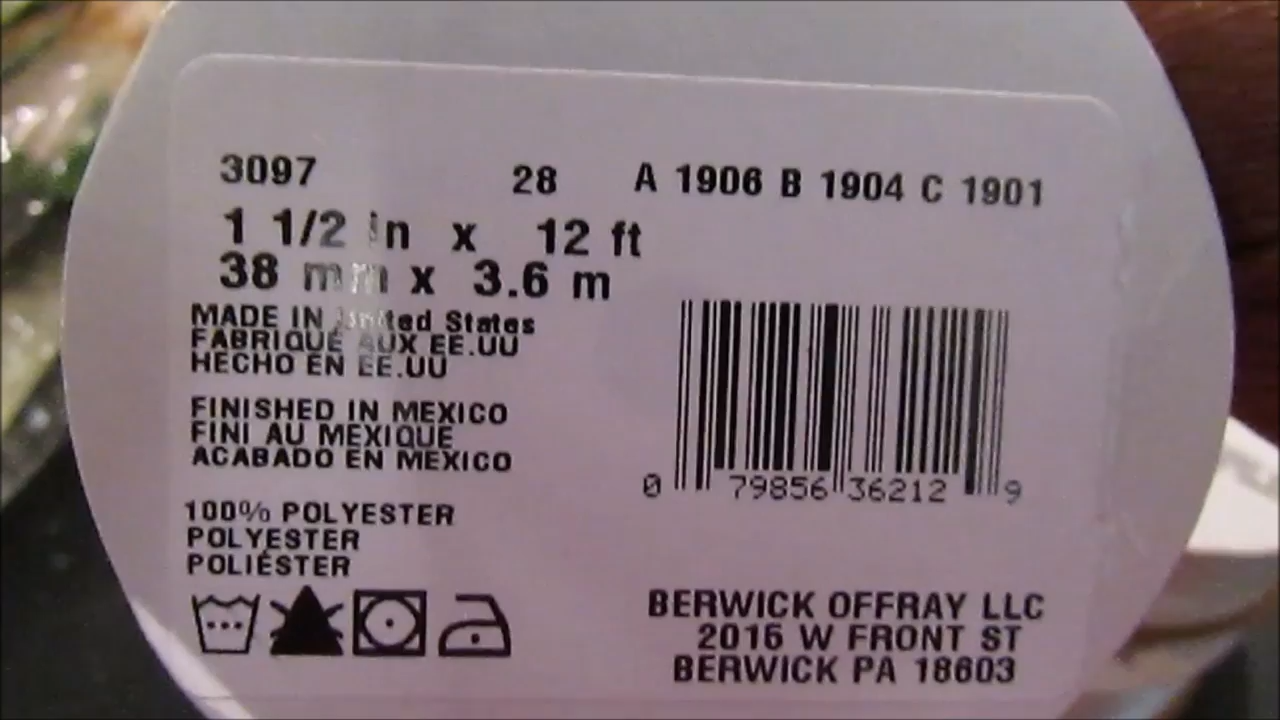 3097 28 A 1906 B 1904 C 1901
1 1/2 in x 12 ft
38 mm x 3.6 m
MADE IN United States
FABRIQUÉ AUX EE.UU
HECHO EN EE.UU
FINISHED IN MEXICO
FINI AU MEXIQUE
ACABADO EN MEXICO
100% POLYESTER
POLYESTER
POLIÉSTER
0 79856 36212 9
BERWICK OFFRAY LLC
2016 W FRONT ST
BERWICK PA 18603